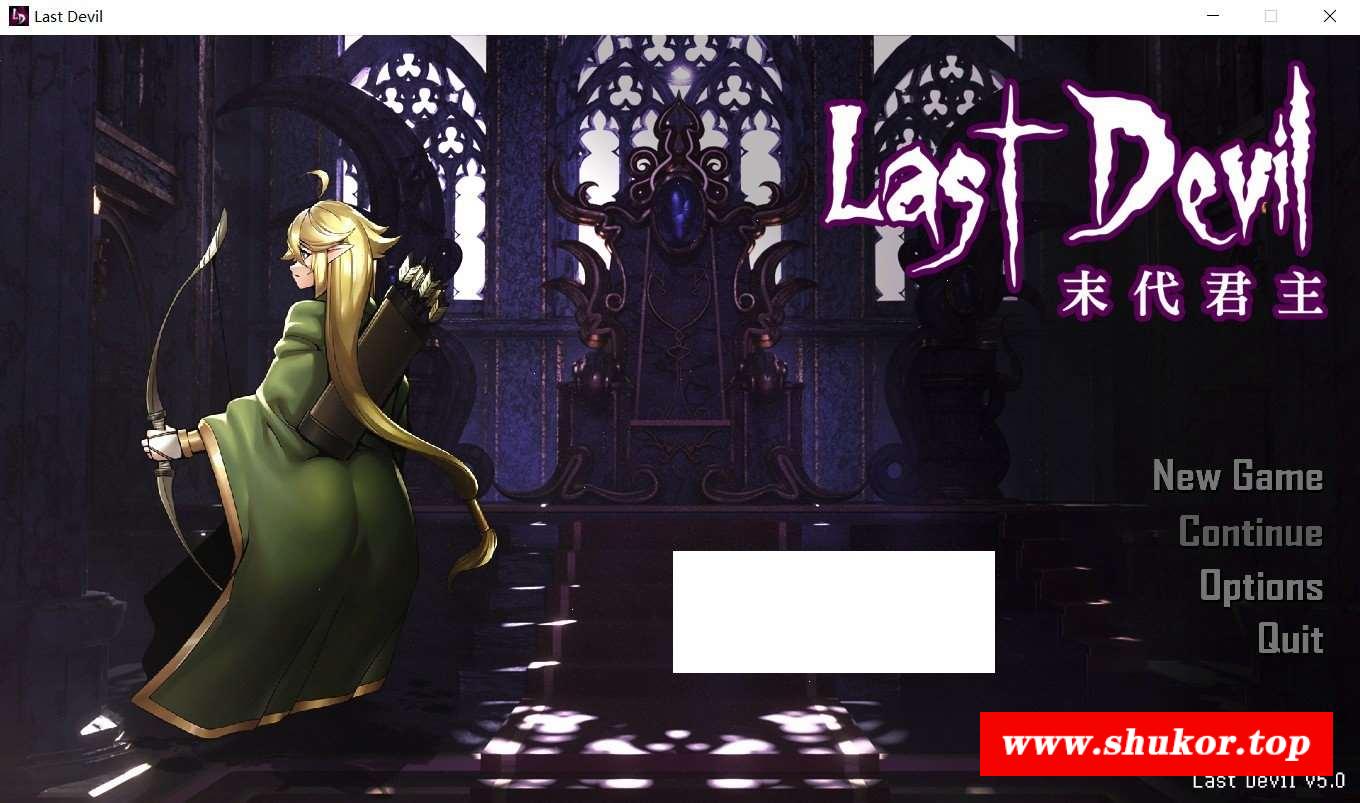 Last Devil
Last Devil
末代君主
New Game
Continue
Options
Quit
www.shukor.top
Last Devil v5.0